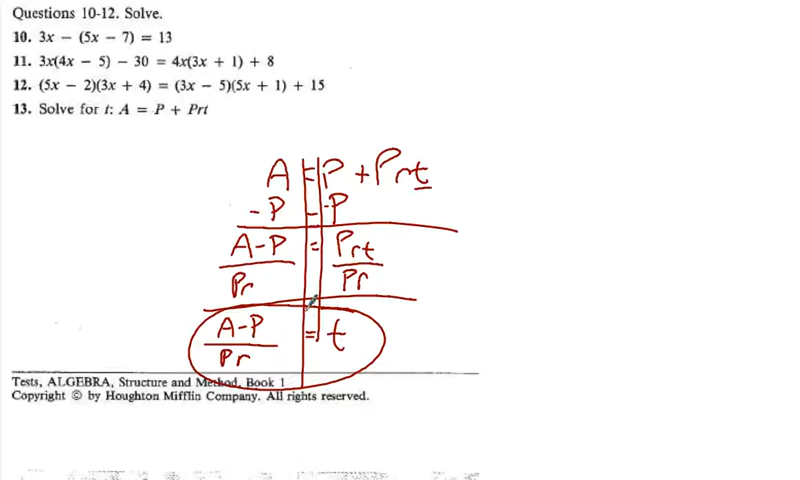 Questions 10-12. Solve.
10. 3x − (5x − 7) = 13
11. 3x(4x − 5) − 30 = 4x(3x + 1) + 8
12. (5x − 2)(3x + 4) = (3x − 5)(5x + 1) + 15
13. Solve for t: A = P + Prt
A = P + Prt
-P -P
A-P = Prt
Pr Pr
A-P = t
Pr
Tests, ALGEBRA, Structure and Method, Book 1
Copyright © by Houghton Mifflin Company. All rights reserved.